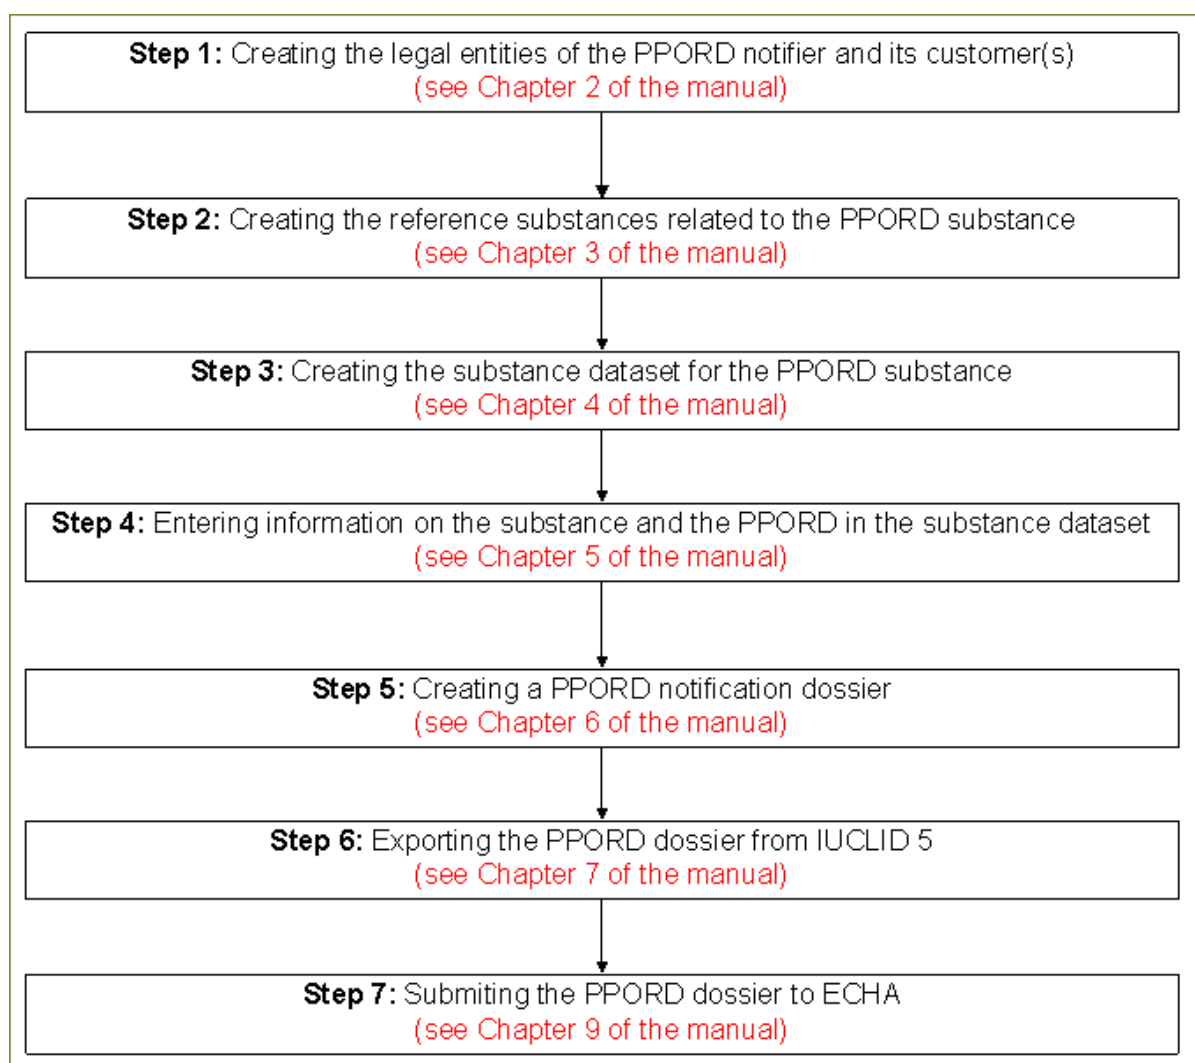 Step 1: Creating the legal entities of the PPORD notifier and its customer(s)
(see Chapter 2 of the manual)
Step 2: Creating the reference substances related to the PPORD substance
(see Chapter 3 of the manual)
Step 3: Creating the substance dataset for the PPORD substance
(see Chapter 4 of the manual)
Step 4: Entering information on the substance and the PPORD in the substance dataset
(see Chapter 5 of the manual)
Step 5: Creating a PPORD notification dossier
(see Chapter 6 of the manual)
Step 6: Exporting the PPORD dossier from IUCLID 5
(see Chapter 7 of the manual)
Step 7: Submiting the PPORD dossier to ECHA
(see Chapter 9 of the manual)